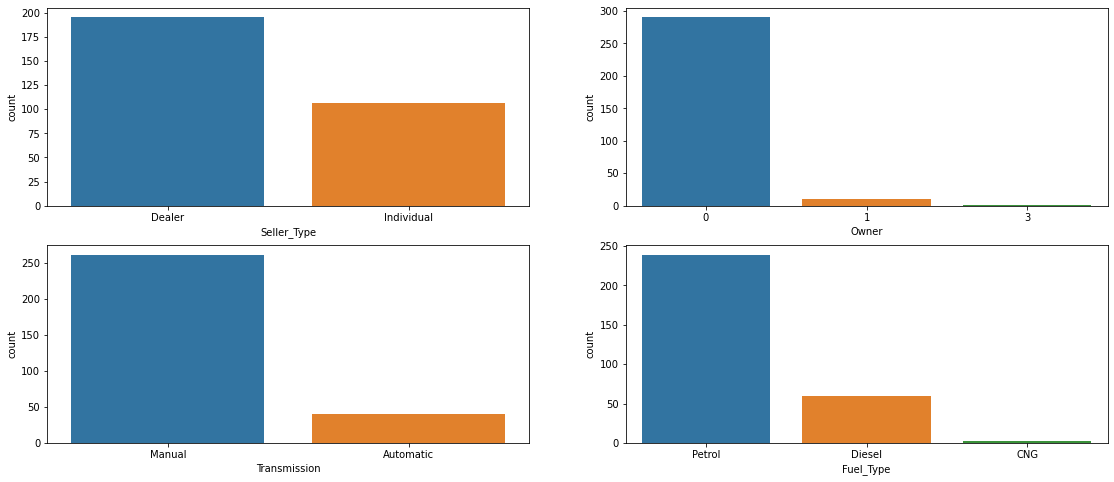 200
175
150
125
100
75
50
25
0
count
Dealer Individual
Seller_Type
300
250
200
150
100
50
0
count
0 1 3
Owner
250
200
150
100
50
0
count
Manual Automatic
Transmission
250
200
150
100
50
0
count
Petrol Diesel CNG
Fuel_Type